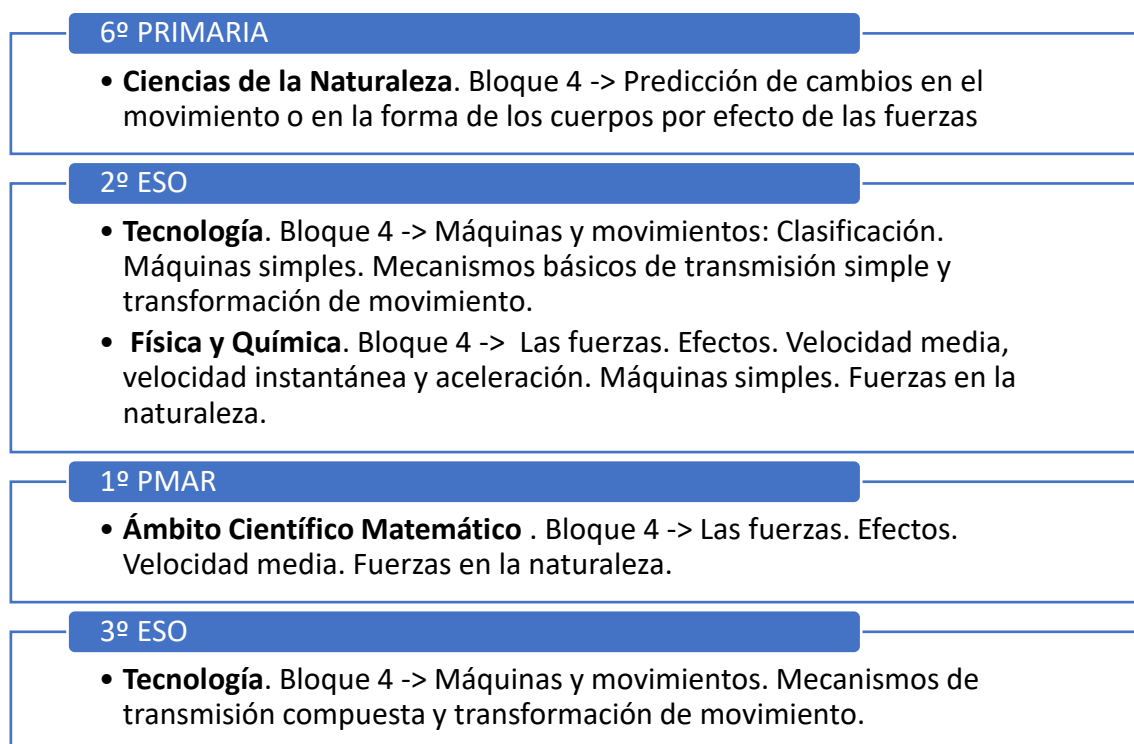 6º PRIMARIA
• Ciencias de la Naturaleza. Bloque 4 -> Predicción de cambios en el
movimiento o en la forma de los cuerpos por efecto de las fuerzas
2º ESO
• Tecnología. Bloque 4 -> Máquinas y movimientos: Clasificación.
Máquinas simples. Mecanismos básicos de transmisión simple y
transformación de movimiento.
• Física y Química. Bloque 4 -> Las fuerzas. Efectos. Velocidad media,
velocidad instantánea y aceleración. Máquinas simples. Fuerzas en la
naturaleza.
1º PMAR
• Ámbito Científico Matemático . Bloque 4 -> Las fuerzas. Efectos.
Velocidad media. Fuerzas en la naturaleza.
3º ESO
• Tecnología. Bloque 4 -> Máquinas y movimientos. Mecanismos de
transmisión compuesta y transformación de movimiento.